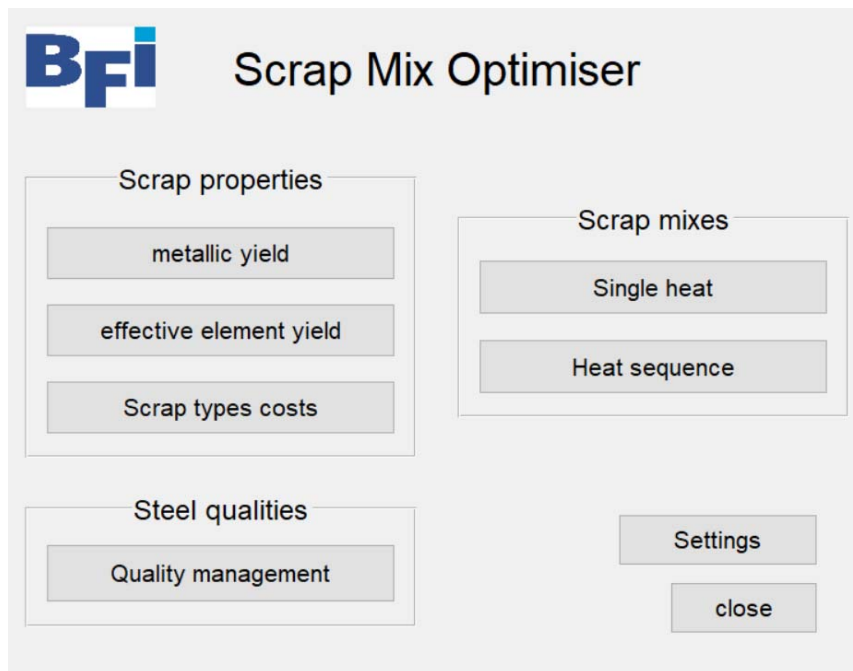 BFI
Scrap Mix Optimiser
Scrap properties
metallic yield
effective element yield
Scrap types costs
Scrap mixes
Single heat
Heat sequence
Steel qualities
Quality management
Settings
close